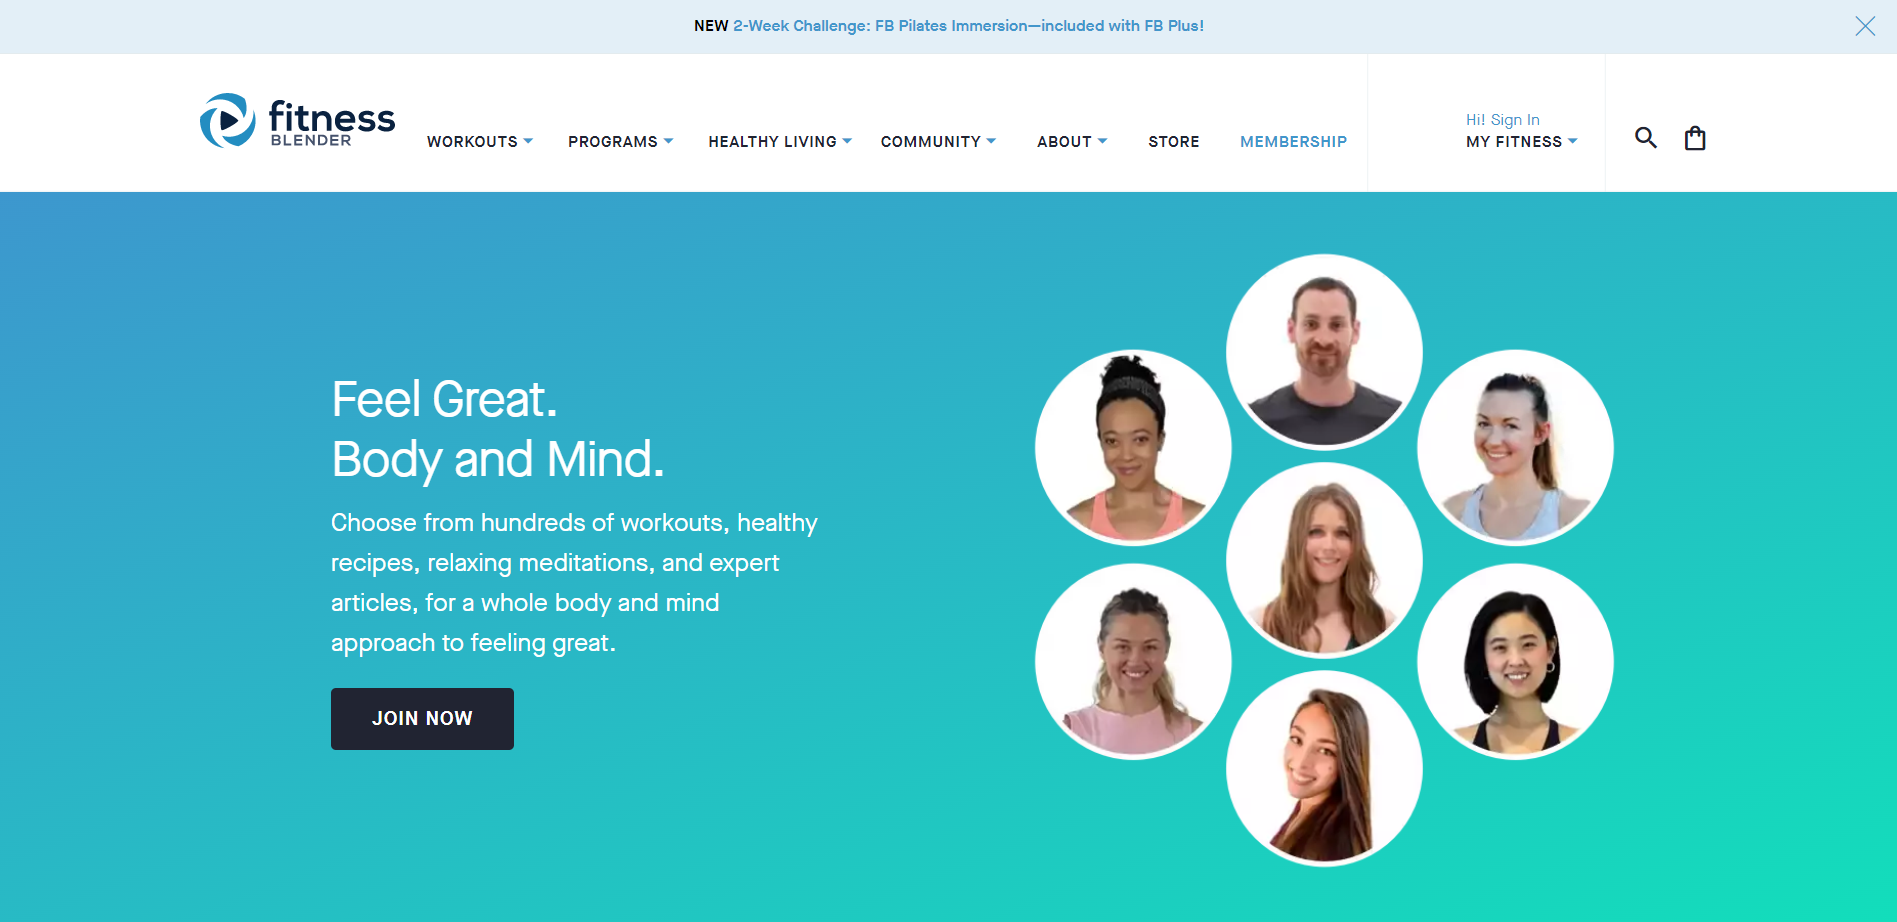 NEW 2-Week Challenge: FB Pilates Immersion—included with FB Plus!
fitness
BLENDER
WORKOUTS
PROGRAMS
HEALTHY LIVING
COMMUNITY
ABOUT
STORE
MEMBERSHIP
Hi! Sign In
MY FITNESS
Feel Great.
Body and Mind.
Choose from hundreds of workouts, healthy
recipes, relaxing meditations, and expert
articles, for a whole body and mind
approach to feeling great.
JOIN NOW